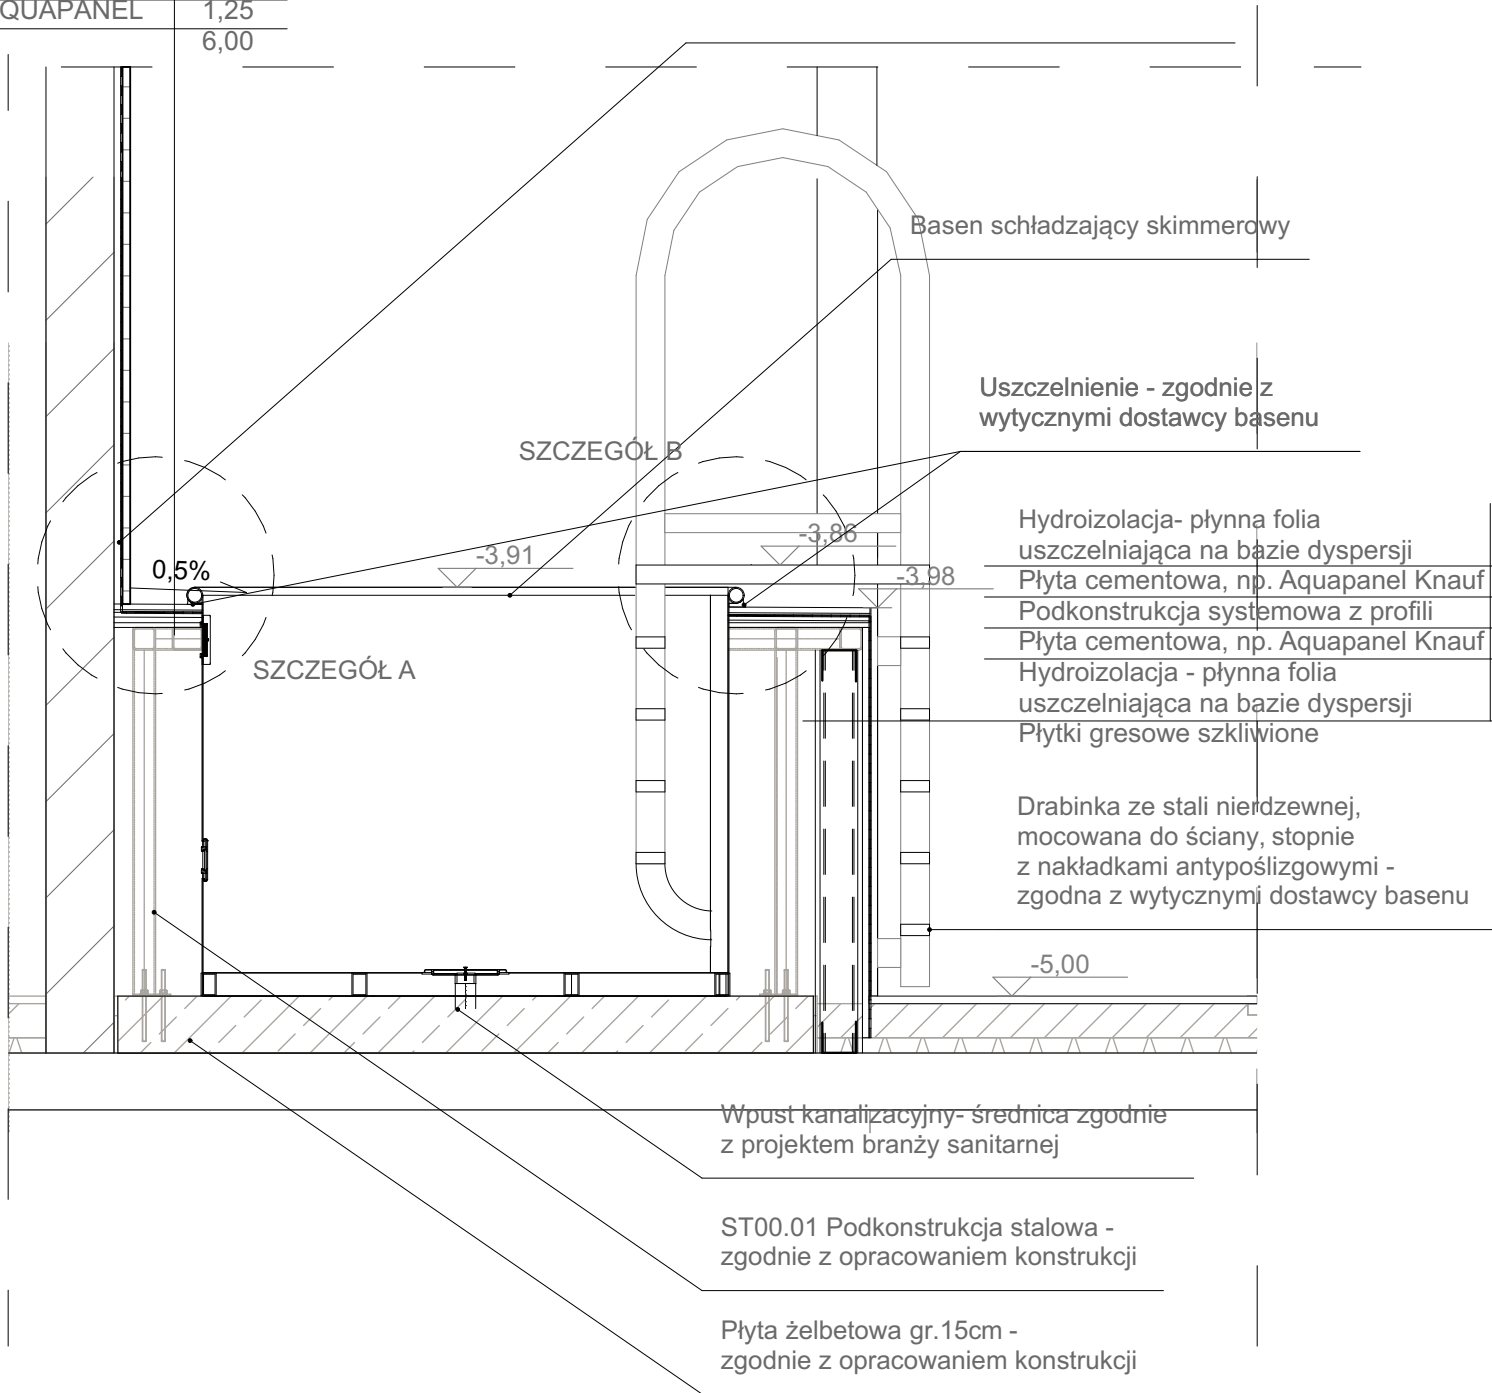 QUAPANEL 1,25
6,00
Basen schładzający skimmerowy
Uszczelnienie - zgodnie z
wytycznymi dostawcy basenu
SZCZEGÓŁ B
Hydroizolacja- płynna folia
uszczelniająca na bazie dyspersji
Płyta cementowa, np. Aquapanel Knauf
Podkonstrukcja systemowa z profili
Płyta cementowa, np. Aquapanel Knauf
Hydroizolacja - płynna folia
uszczelniająca na bazie dyspersji
Płytki gresowe szkliwione
-3,86
-3,91
0,5%
-3,98
SZCZEGÓŁ A
Drabinka ze stali nierdzewnej,
mocowana do ściany, stopnie
z nakładkami antypoślizgowymi -
zgodna z wytycznymi dostawcy basenu
-5,00
Wpust kanalizacyjny- średnica zgodnie
z projektem branży sanitarnej
ST00.01 Podkonstrukcja stalowa -
zgodnie z opracowaniem konstrukcji
Płyta żelbetowa gr.15cm -
zgodnie z opracowaniem konstrukcji